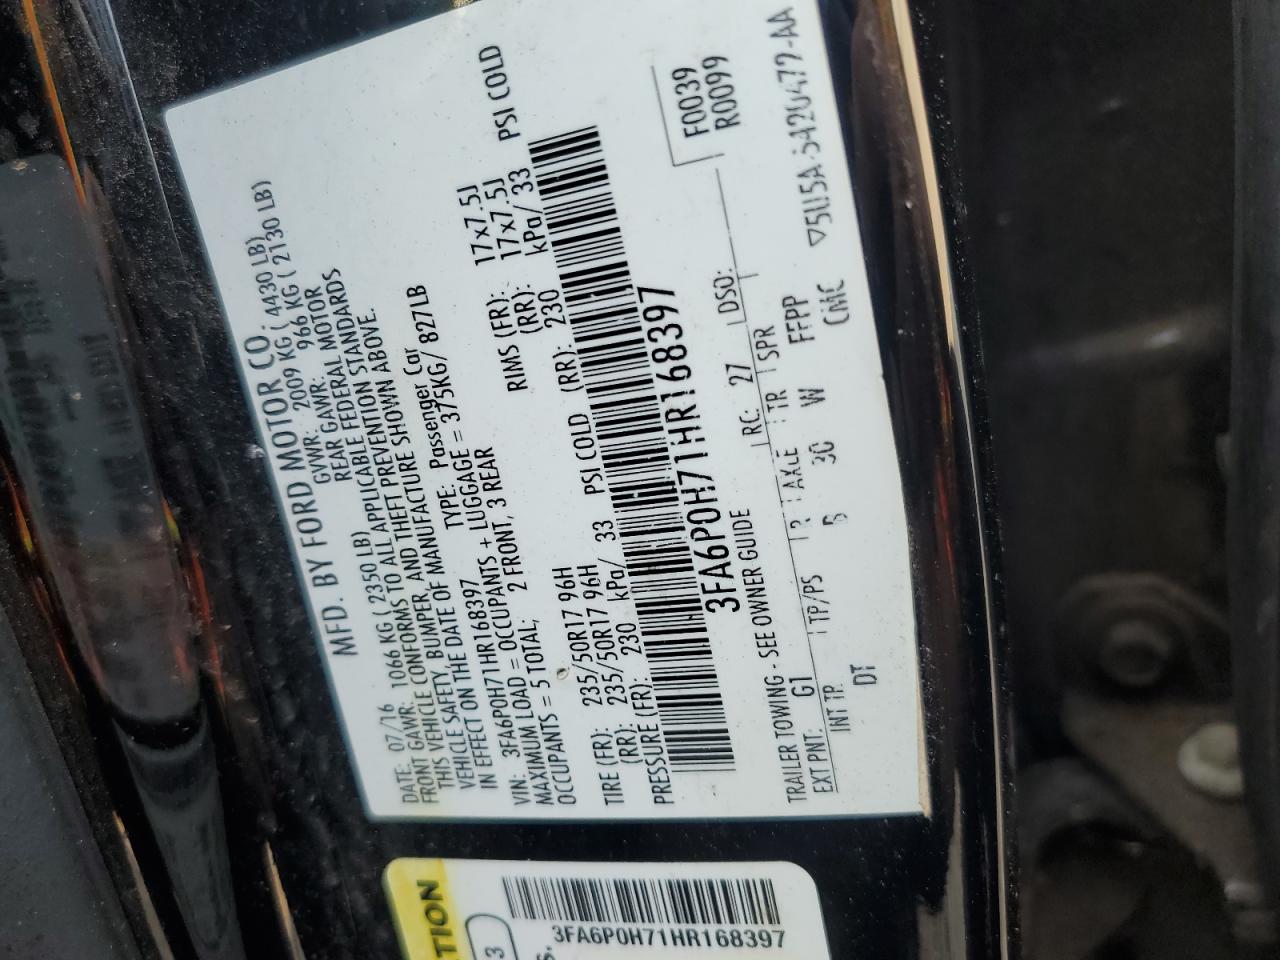 MFD. BY FORD MOTOR CO.
DATE: 07/16 GVWR: 2009 KG ( 4430 LB)
FRONT GAWR: 1066 KG ( 2350 LB) REAR GAWR: 966 KG ( 2130 LB)
THIS VEHICLE CONFORMS TO ALL APPLICABLE FEDERAL MOTOR
VEHICLE SAFETY, BUMPER, AND THEFT PREVENTION STANDARDS
IN EFFECT ON THE DATE OF MANUFACTURE SHOWN ABOVE.
VIN: 3FA6P0H71HR168397 TYPE: Passenger Car
MAXIMUM LOAD = OCCUPANTS + LUGGAGE = 375KG/ 827LB
OCCUPANTS = 5 TOTAL; 2 FRONT, 3 REAR
TIRE (FR): 235/50R17 96H RIMS (FR): 17x7.5J
(RR): 235/50R17 96H (RR): 17x7.5J
PRESSURE (FR): 230 kPa/ 33 PSI COLD (RR): 230 kPa/ 33 PSI COLD
3FA6P0H71HR168397
F0039
R0099
TRAILER TOWING - SEE OWNER GUIDE
EXT PNT: G1 RC: 27 DSO:
INT TR TP/PS R AXLE TR SPR
DT B 30 W FFPP
CMC
TION
3
S.
3FA6P0H71HR168397